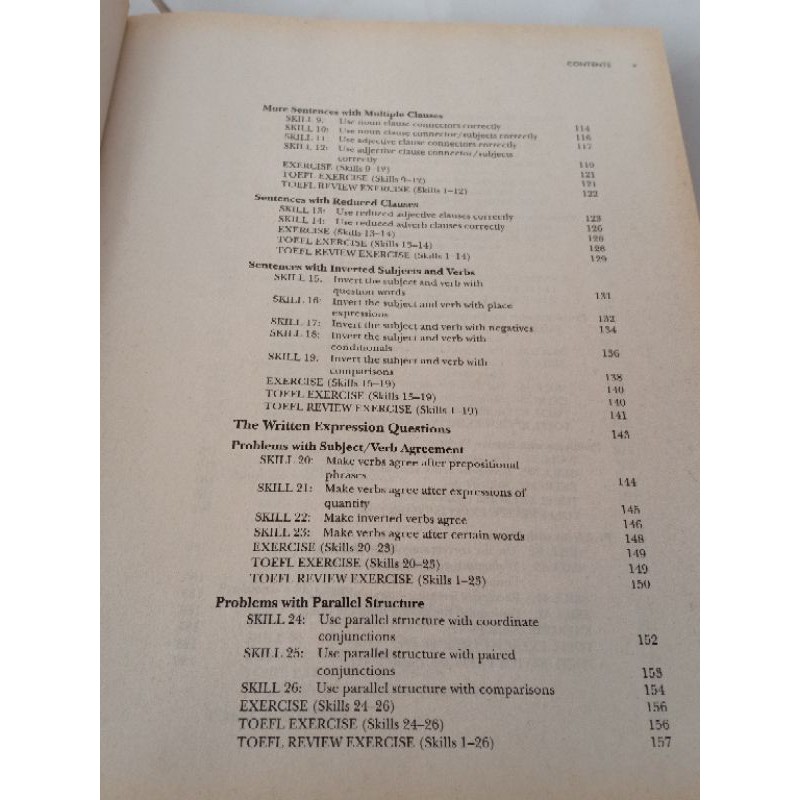 CONTENTS v
More Sentences with Multiple Clauses
SKILL 9: Use noun clause connectors correctly 114
SKILL 10: Use noun clause connector/subjects correctly 116
SKILL 11: Use adjective clause connectors correctly 117
SKILL 12: Use adjective clause connector/subjects
correctly 119
EXERCISE (Skills 9–12) 121
TOEFL EXERCISE (Skills 9–12) 121
TOEFL REVIEW EXERCISE (Skills 1–12) 122
Sentences with Reduced Clauses
SKILL 13: Use reduced adjective clauses correctly 123
SKILL 14: Use reduced adverb clauses correctly 126
EXERCISE (Skills 13–14) 128
TOEFL EXERCISE (Skills 13–14) 128
TOEFL REVIEW EXERCISE (Skills 1–14) 129
Sentences with Inverted Subjects and Verbs
SKILL 15: Invert the subject and verb with
question words 131
SKILL 16: Invert the subject and verb with place
expressions 132
SKILL 17: Invert the subject and verb with negatives 134
SKILL 18: Invert the subject and verb with
conditionals 136
SKILL 19: Invert the subject and verb with
comparisons 138
EXERCISE (Skills 15–19) 140
TOEFL EXERCISE (Skills 15–19) 140
TOEFL REVIEW EXERCISE (Skills 1–19) 141
The Written Expression Questions 143
Problems with Subject/Verb Agreement
SKILL 20: Make verbs agree after prepositional
phrases 144
SKILL 21: Make verbs agree after expressions of
quantity 145
SKILL 22: Make inverted verbs agree 146
SKILL 23: Make verbs agree after certain words 148
EXERCISE (Skills 20–23) 149
TOEFL EXERCISE (Skills 20–23) 149
TOEFL REVIEW EXERCISE (Skills 1–23) 150
Problems with Parallel Structure
SKILL 24: Use parallel structure with coordinate
conjunctions 152
SKILL 25: Use parallel structure with paired
conjunctions 153
SKILL 26: Use parallel structure with comparisons 154
EXERCISE (Skills 24–26) 156
TOEFL EXERCISE (Skills 24–26) 156
TOEFL REVIEW EXERCISE (Skills 1–26) 157